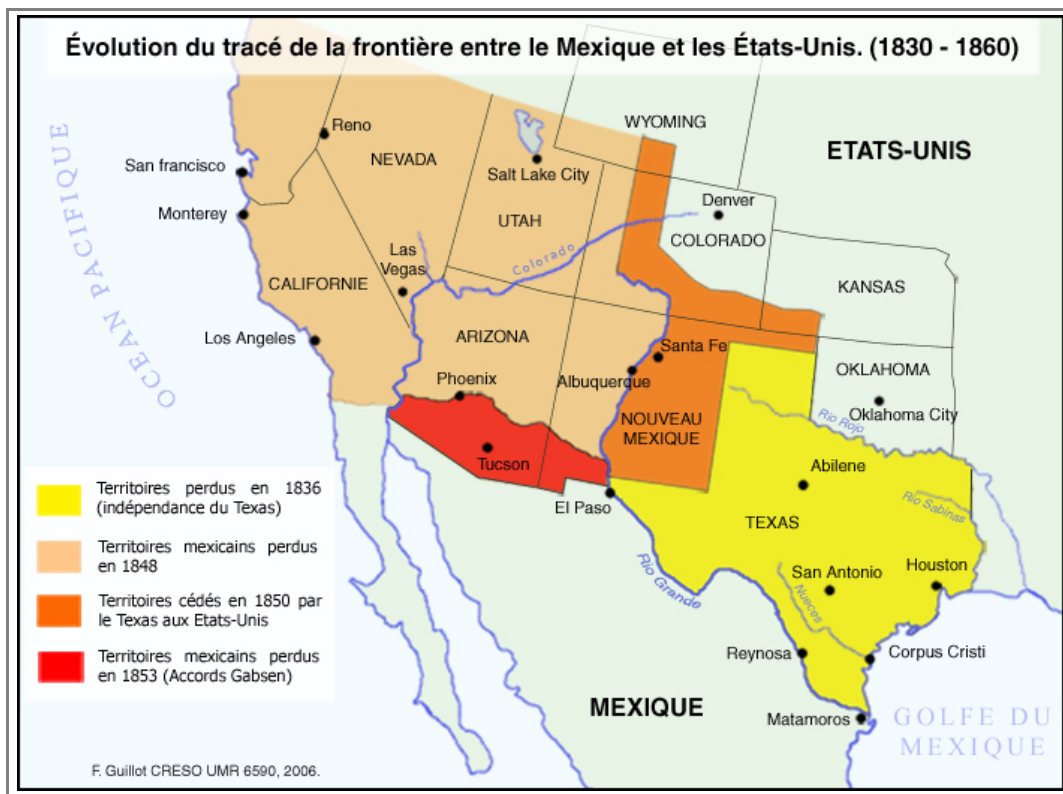 Évolution du tracé de la frontière entre le Mexique et les États-Unis. (1830 - 1860)
WYOMING
ETATS-UNIS
Reno
NEVADA
San francisco
Salt Lake City
OCEAN PACIFIQUE
Monterey
UTAH
Denver
COLORADO
Colorado
Las
Vegas
CALIFORNIE
KANSAS
Los Angeles
ARIZONA
Santa Fe
Phoenix
Albuquerque
OKLAHOMA
Oklahoma City
NOUVEAU
MEXIQUE
Rio Rojo
Tucson
Abilene
El Paso
Rio Sabinas
TEXAS
Territoires perdus en 1836
(indépendance du Texas)
Territoires mexicains perdus
en 1848
Territoires cédés en 1850 par
le Texas aux Etats-Unis
Territoires mexicains perdus
en 1853 (Accords Gabsen)
San Antonio
Houston
Rio Grande
Nueces
Reynosa
Corpus Cristi
MEXIQUE
Matamoros
GOLFE DU
MEXIQUE
F. Guillot CRESO UMR 6590, 2006.